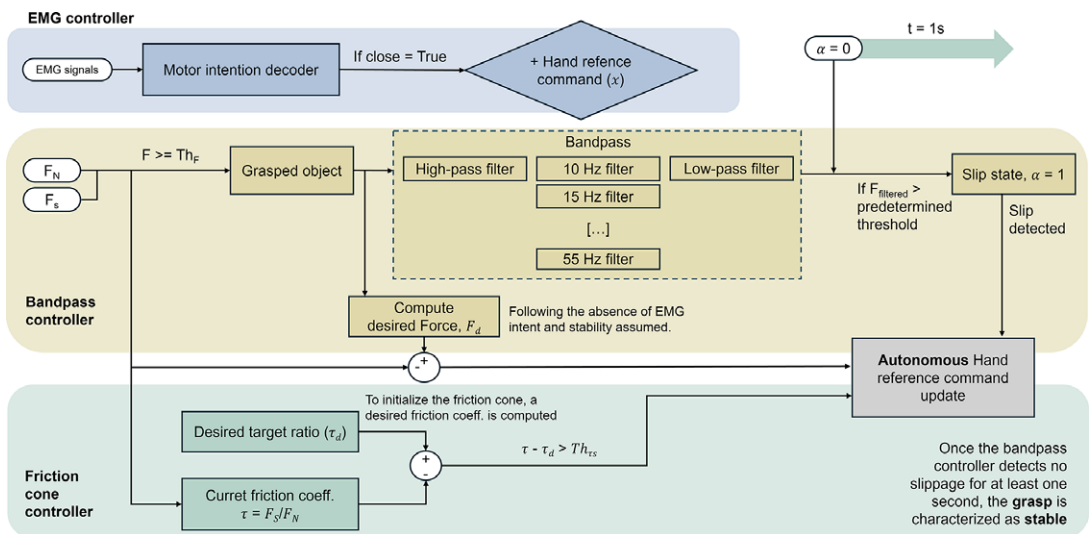 EMG controller
EMG signals
Motor intention decoder
If close = True
+ Hand refence
command (x)
α = 0
t = 1s
F_N
F_s
F >= Th_F
Grasped object
Bandpass
High-pass filter
10 Hz filter
Low-pass filter
15 Hz filter
[...]
55 Hz filter
If F_filtered >
predetermined
threshold
Slip state, α = 1
Slip
detected
Bandpass
controller
Compute
desired Force, F_d
Following the absence of EMG
intent and stability assumed.
- +
Autonomous Hand
reference command
update
To initialize the friction cone, a
desired friction coeff. is computed
Desired target ratio (τ_d)
+
-
τ - τ_d > Th_τs
Friction
cone
controller
Curret friction coeff.
τ = F_S/F_N
Once the bandpass
controller detects no
slippage for at least one
second, the grasp is
characterized as stable